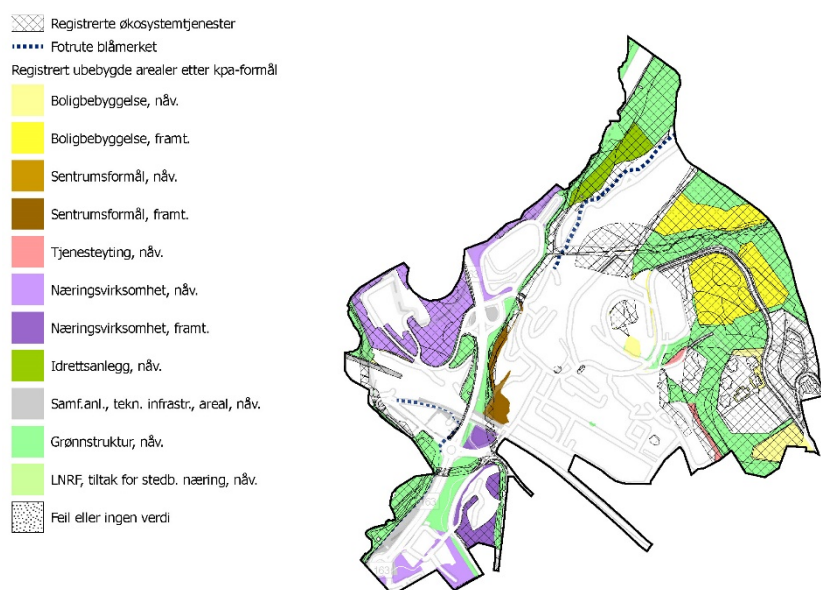 Registrerte økosystemtjenester
Fotrute blåmerket
Registrert ubebygde arealer etter kpa-formål
Boligbebyggelse, nåv.
Boligbebyggelse, framt.
Sentrumsformål, nåv.
Sentrumsformål, framt.
Tjenesteyting, nåv.
Næringsvirksomhet, nåv.
Næringsvirksomhet, framt.
Idrettsanlegg, nåv.
Samf.anl., tekn. infrastr., areal, nåv.
Grønnstruktur, nåv.
LNRF, tiltak for stedb. næring, nåv.
Feil eller ingen verdi
163